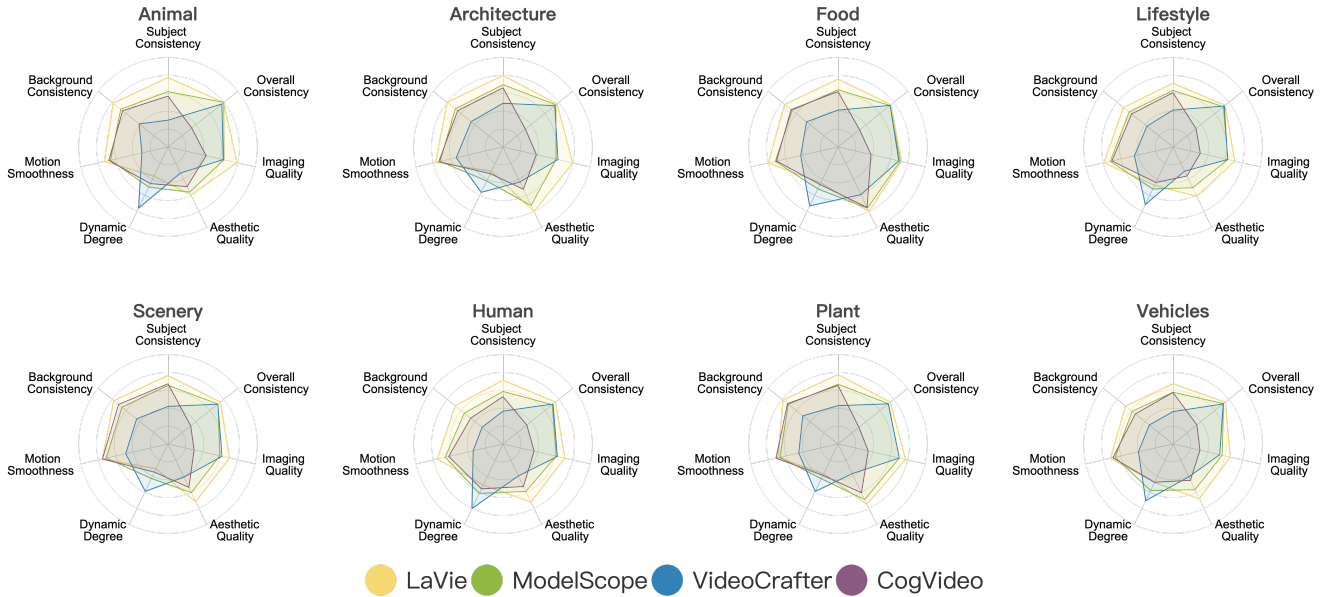 Animal
Subject
Consistency
Background
Consistency
Overall
Consistency
Motion
Smoothness
Imaging
Quality
Dynamic
Degree
Aesthetic
Quality
Architecture
Subject
Consistency
Background
Consistency
Overall
Consistency
Motion
Smoothness
Imaging
Quality
Dynamic
Degree
Aesthetic
Quality
Food
Subject
Consistency
Background
Consistency
Overall
Consistency
Motion
Smoothness
Imaging
Quality
Dynamic
Degree
Aesthetic
Quality
Lifestyle
Subject
Consistency
Background
Consistency
Overall
Consistency
Motion
Smoothness
Imaging
Quality
Dynamic
Degree
Aesthetic
Quality
Scenery
Subject
Consistency
Background
Consistency
Overall
Consistency
Motion
Smoothness
Imaging
Quality
Dynamic
Degree
Aesthetic
Quality
Human
Subject
Consistency
Background
Consistency
Overall
Consistency
Motion
Smoothness
Imaging
Quality
Dynamic
Degree
Aesthetic
Quality
Plant
Subject
Consistency
Background
Consistency
Overall
Consistency
Motion
Smoothness
Imaging
Quality
Dynamic
Degree
Aesthetic
Quality
Vehicles
Subject
Consistency
Background
Consistency
Overall
Consistency
Motion
Smoothness
Imaging
Quality
Dynamic
Degree
Aesthetic
Quality
LaVie ModelScope VideoCrafter CogVideo